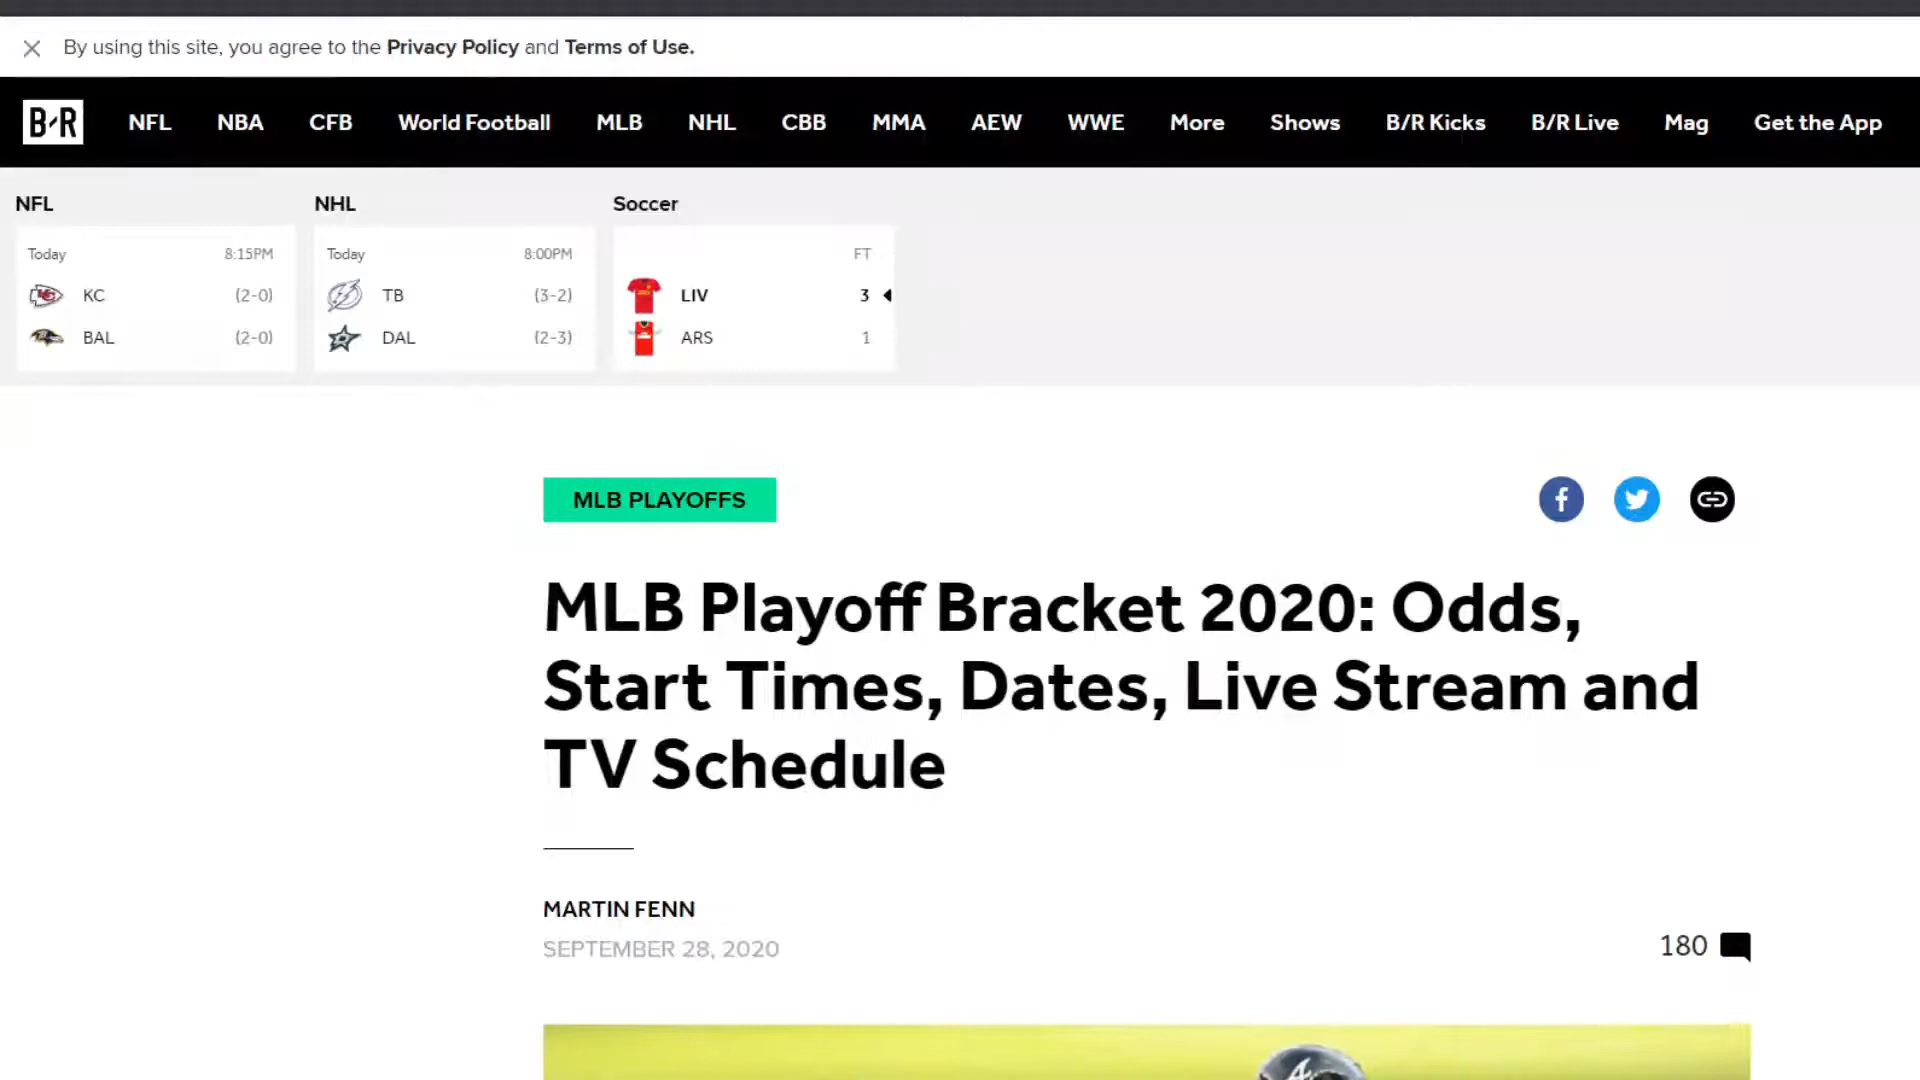 By using this site, you agree to the Privacy Policy and Terms of Use.
B/R NFL NBA CFB World Football MLB NHL CBB MMA AEW WWE More Shows B/R Kicks B/R Live Mag Get the App
NFL
Today 8:15PM
KC (2-0)
BAL (2-0)
NHL
Today 8:00PM
TB (3-2)
DAL (2-3)
Soccer
FT
LIV 3
ARS 1
MLB PLAYOFFS
MLB Playoff Bracket 2020: Odds,
Start Times, Dates, Live Stream and
TV Schedule
MARTIN FENN
SEPTEMBER 28, 2020
180